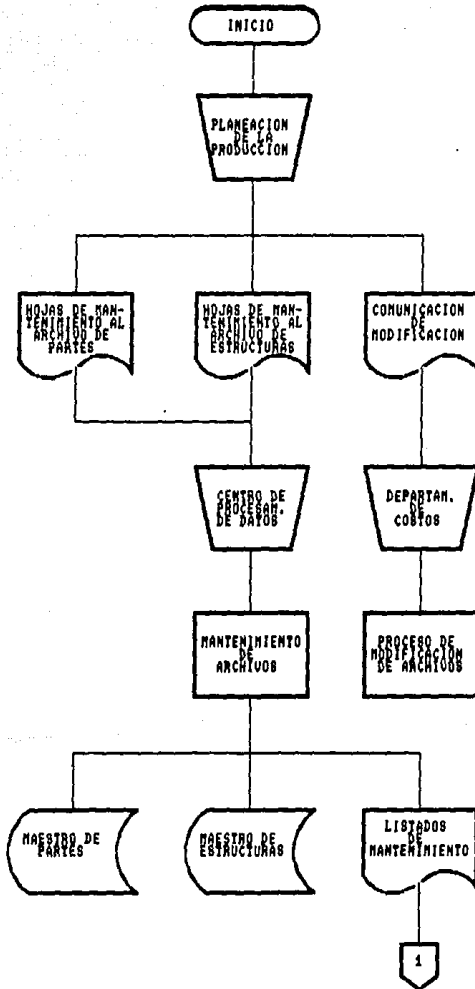 INICIO
PLANEACION
DE LA
PRODUCCION
HOJAS DE MAN-
TENIMIENTO AL
ARCHIVO DE
PARTES
HOJAS DE MAN-
TENIMIENTO AL
ARCHIVO DE
ESTRUCTURAS
COMUNICACION
DE
MODIFICACION
CENTRO DE
PROCESAM.
DE DATOS
DEPARTAM.
DE
COSTOS
MANTENIMIENTO
DE
ARCHIVOS
PROCESO DE
MODIFICACION
DE ARCHIVOS
MAESTRO DE
PARTES
MAESTRO DE
ESTRUCTURAS
LISTADOS
DE
MANTENIMIENTO
1